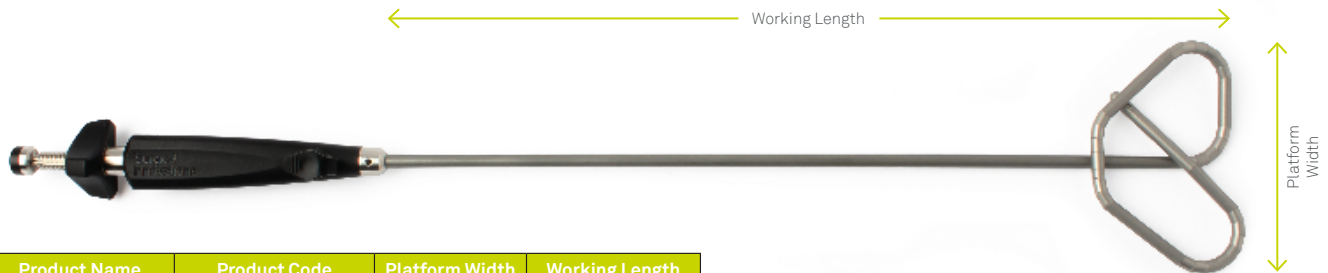 Working Length
Platform
Width
Product Name Product Code Platform Width Working Length